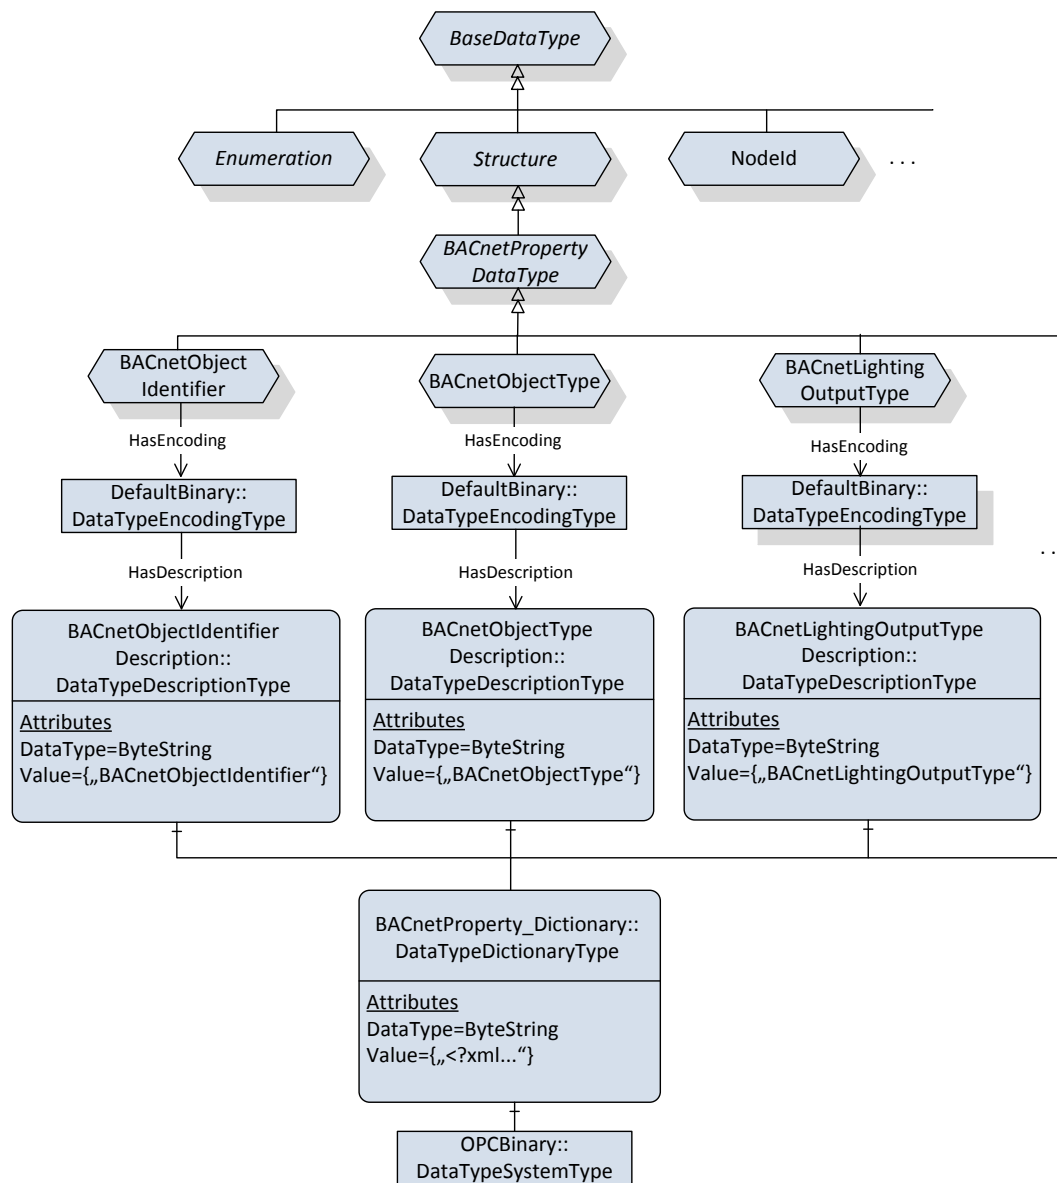 BaseDataType
Enumeration
Structure
NodeId
. . .
BACnetProperty
DataType
BACnetObject
Identifier
BACnetObjectType
BACnetLighting
OutputType
HasEncoding
HasEncoding
HasEncoding
DefaultBinary::
DataTypeEncodingType
DefaultBinary::
DataTypeEncodingType
DefaultBinary::
DataTypeEncodingType
. . .
HasDescription
HasDescription
HasDescription
BACnetObjectIdentifier
Description::
DataTypeDescriptionType
Attributes
DataType=ByteString
Value={„BACnetObjectIdentifier“}
BACnetObjectType
Description::
DataTypeDescriptionType
Attributes
DataType=ByteString
Value={„BACnetObjectType“}
BACnetLightingOutputType
Description::
DataTypeDescriptionType
Attributes
DataType=ByteString
Value={„BACnetLightingOutputType“}
BACnetProperty_Dictionary::
DataTypeDictionaryType
Attributes
DataType=ByteString
Value={„<?xml...“}
OPCBinary::
DataTypeSystemType